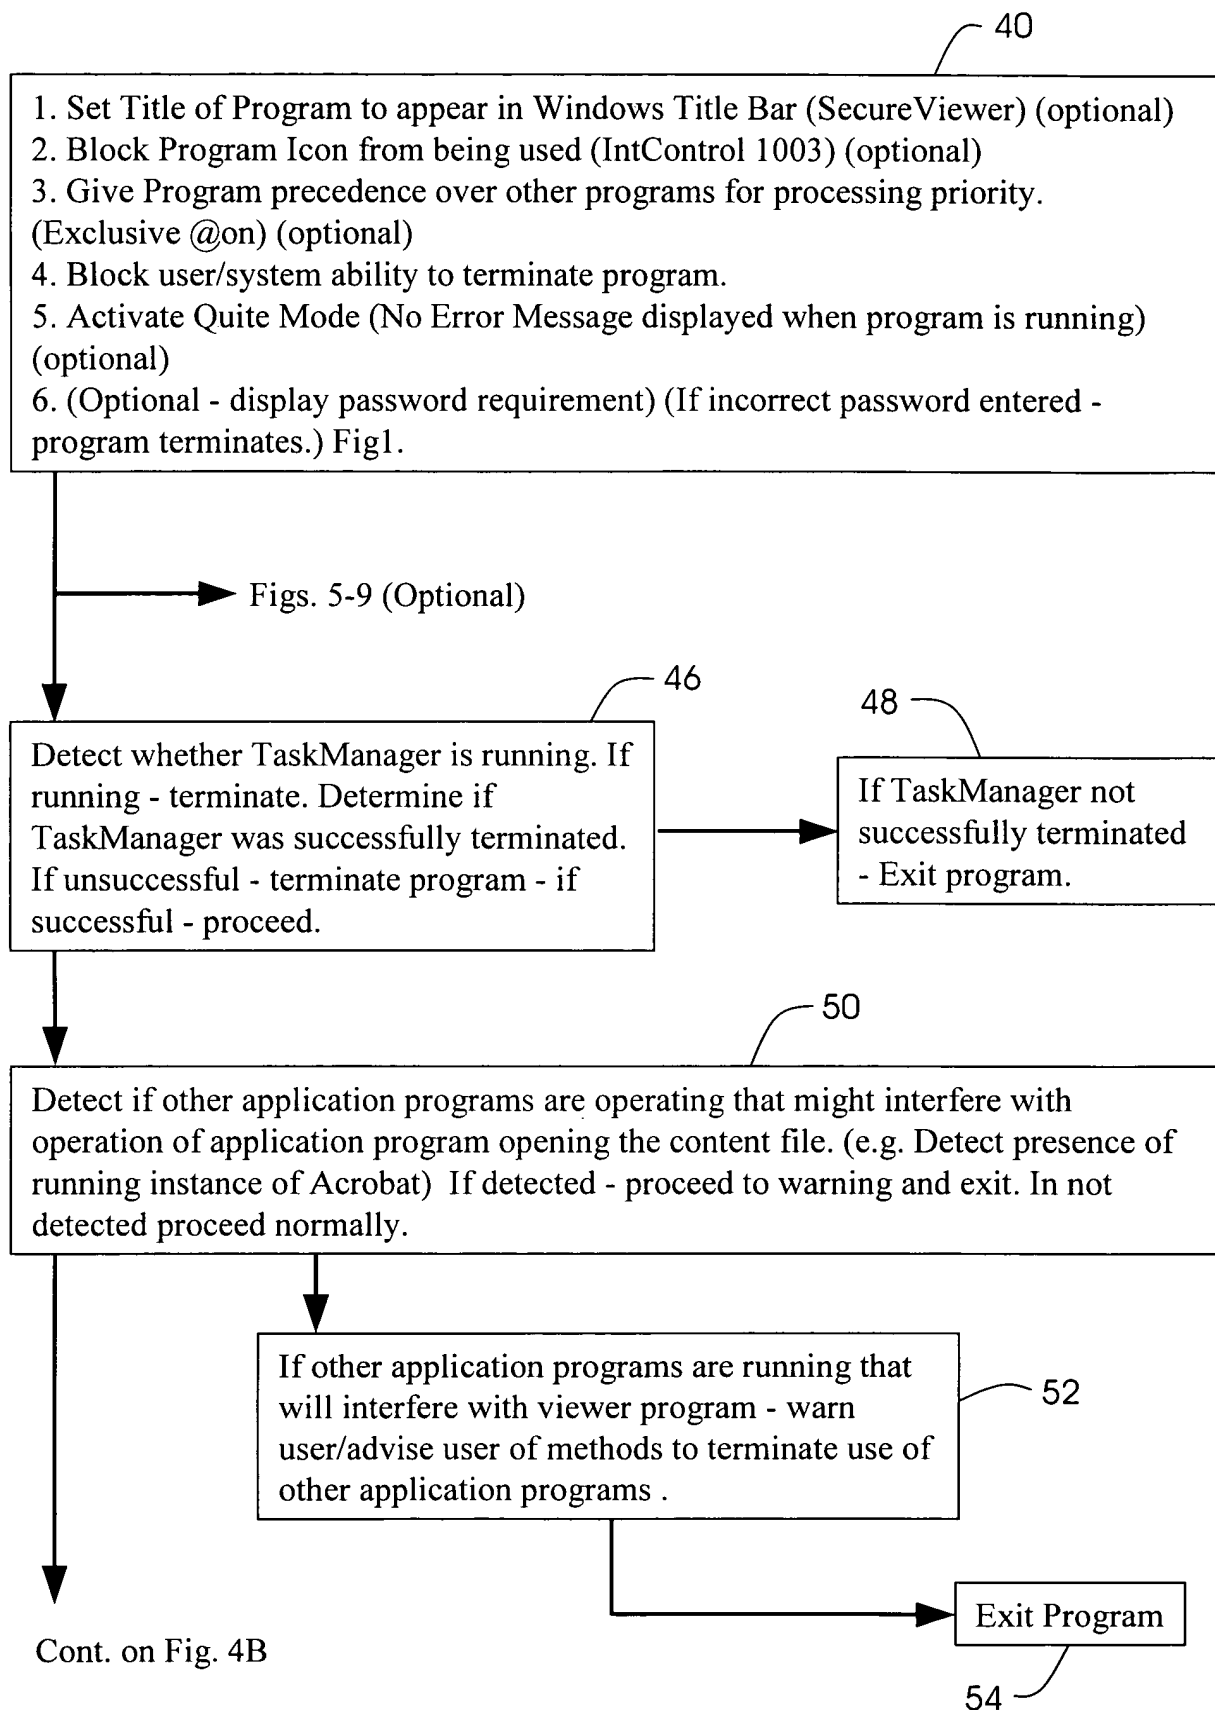 40
1. Set Title of Program to appear in Windows Title Bar (SecureViewer) (optional)
2. Block Program Icon from being used (IntControl 1003) (optional)
3. Give Program precedence over other programs for processing priority.
(Exclusive @on) (optional)
4. Block user/system ability to terminate program.
5. Activate Quite Mode (No Error Message displayed when program is running)
(optional)
6. (Optional - display password requirement) (If incorrect password entered -
program terminates.) Fig1.
Figs. 5-9 (Optional)
46
Detect whether TaskManager is running. If
running - terminate. Determine if
TaskManager was successfully terminated.
If unsuccessful - terminate program - if
successful - proceed.
48
If TaskManager not
successfully terminated
- Exit program.
50
Detect if other application programs are operating that might interfere with
operation of application program opening the content file. (e.g. Detect presence of
running instance of Acrobat) If detected - proceed to warning and exit. In not
detected proceed normally.
If other application programs are running that
will interfere with viewer program - warn
user/advise user of methods to terminate use of
other application programs .
52
Exit Program
54
Cont. on Fig. 4B